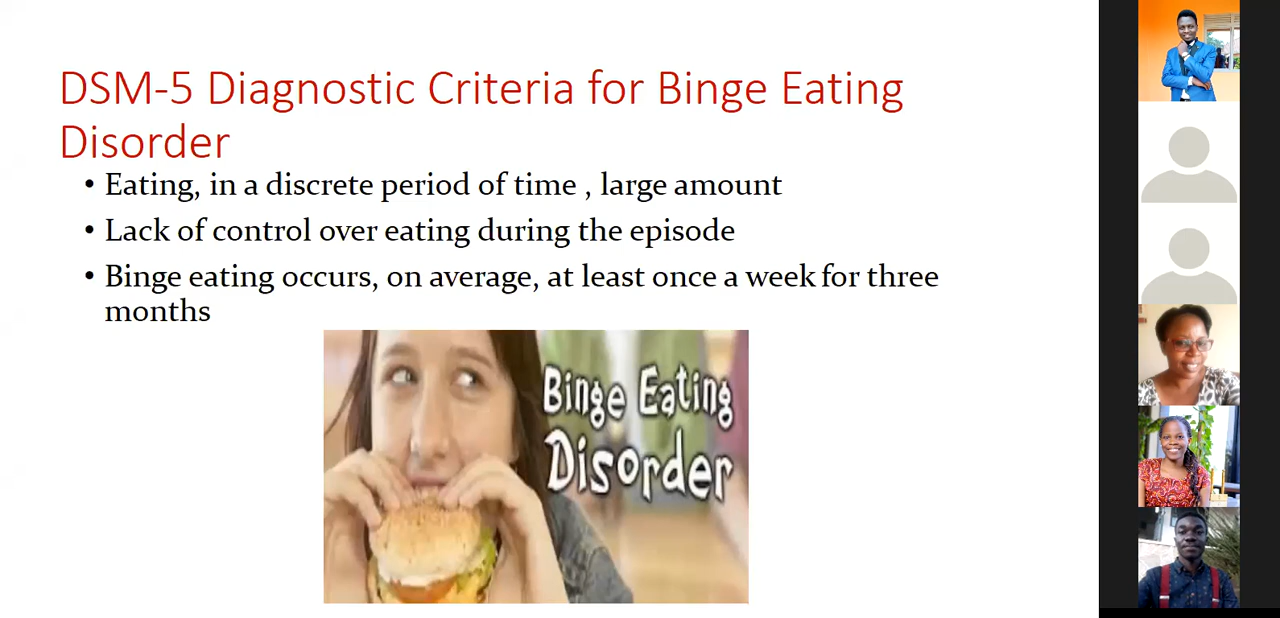 DSM-5 Diagnostic Criteria for Binge Eating
Disorder
• Eating, in a discrete period of time , large amount
• Lack of control over eating during the episode
• Binge eating occurs, on average, at least once a week for three
months
Binge Eating
Disorder